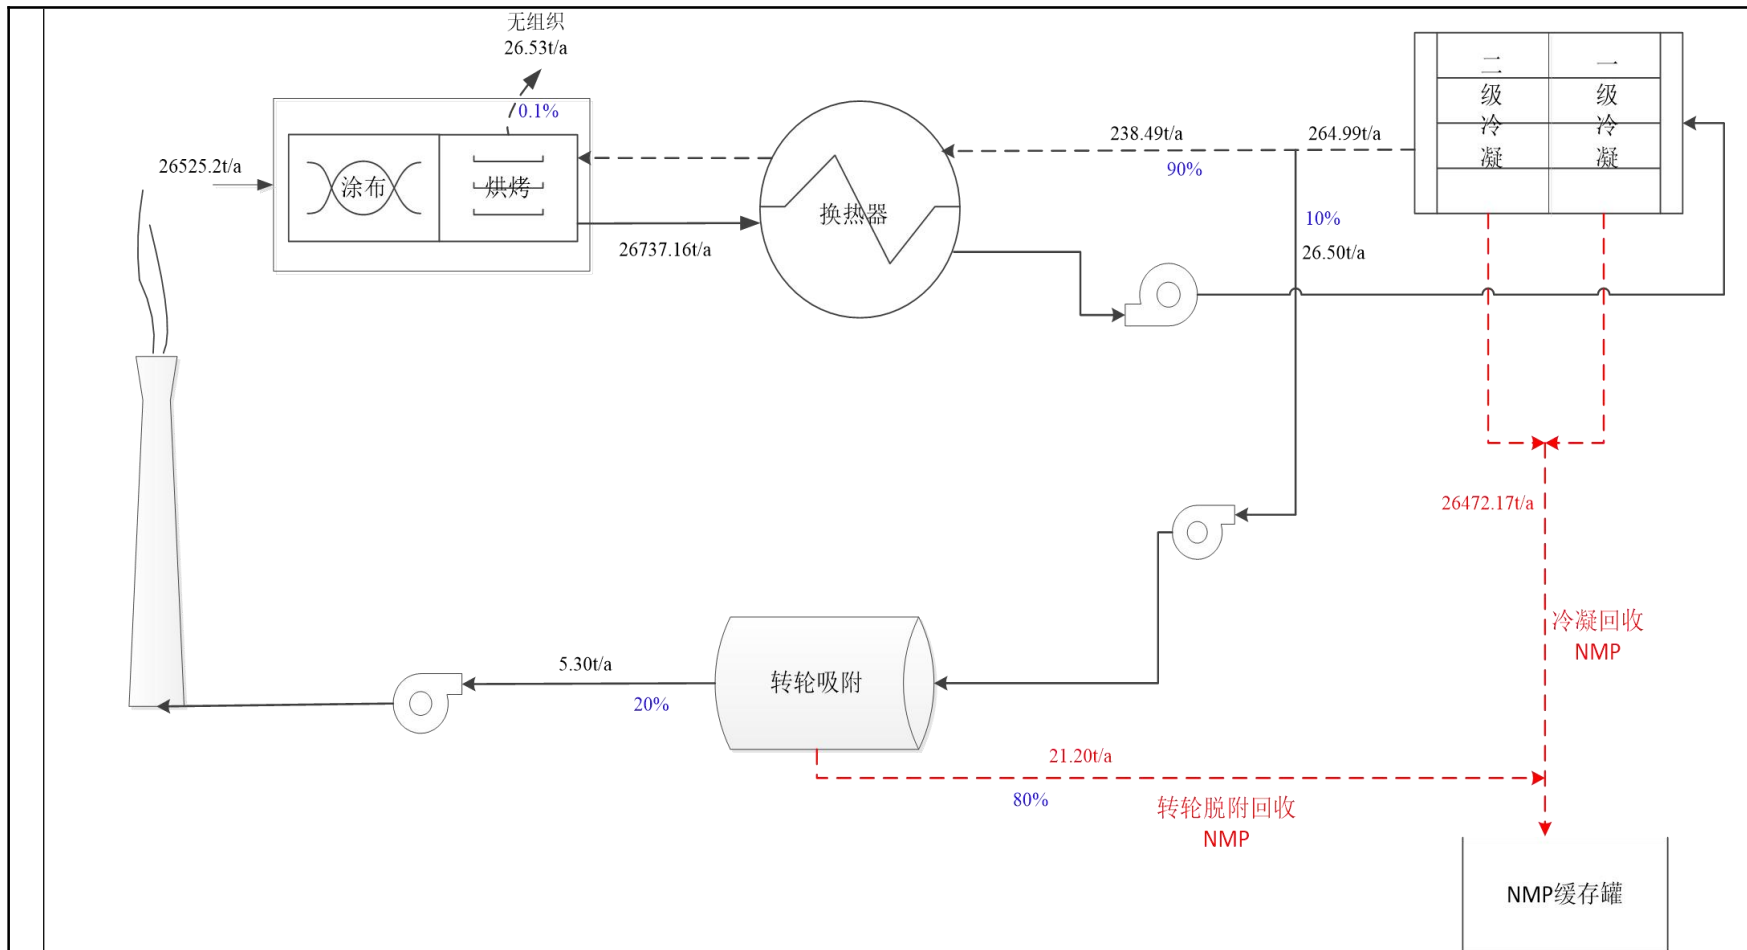 无组织
26.53t/a
0.1%
26525.2t/a
涂布
烘烤
26737.16t/a
换热器
238.49t/a
90%
264.99t/a
10%
26.50t/a
二级冷凝
一级冷凝
26472.17t/a
冷凝回收
NMP
转轮吸附
5.30t/a
20%
21.20t/a
80%
转轮脱附回收
NMP
NMP缓存罐